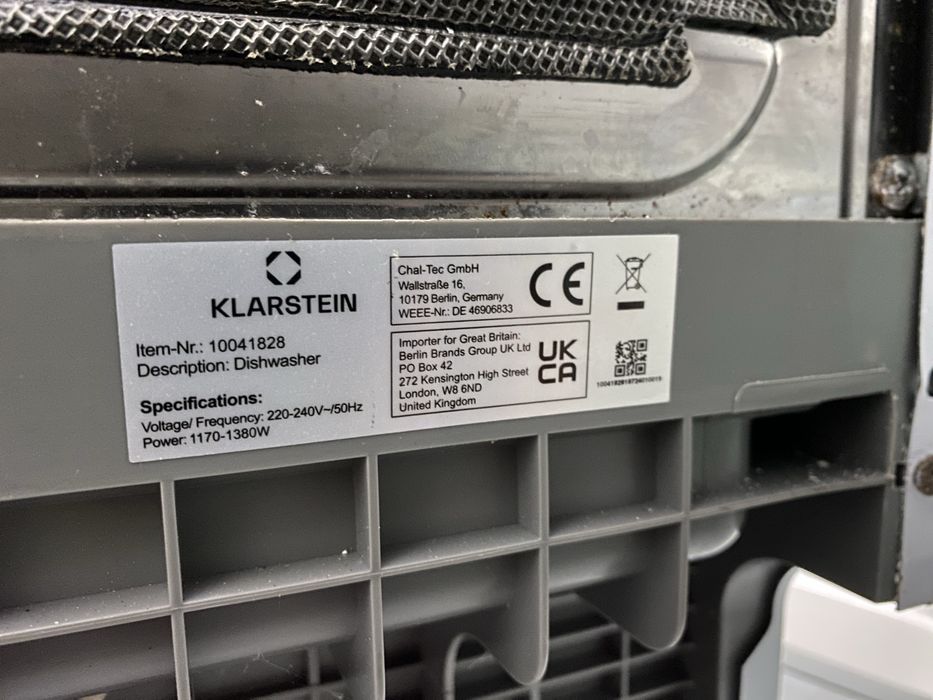 KLARSTEIN
Item-Nr.: 10041828
Description: Dishwasher
Specifications:
Voltage/ Frequency: 220-240V~/50Hz
Power: 1170-1380W
Chal-Tec GmbH
Wallstraße 16,
10179 Berlin, Germany
WEEE-Nr.: DE 46906833
CE
Importer for Great Britain:
Berlin Brands Group UK Ltd
PO Box 42
272 Kensington High Street
London, W8 6ND
United Kingdom
UK
CA